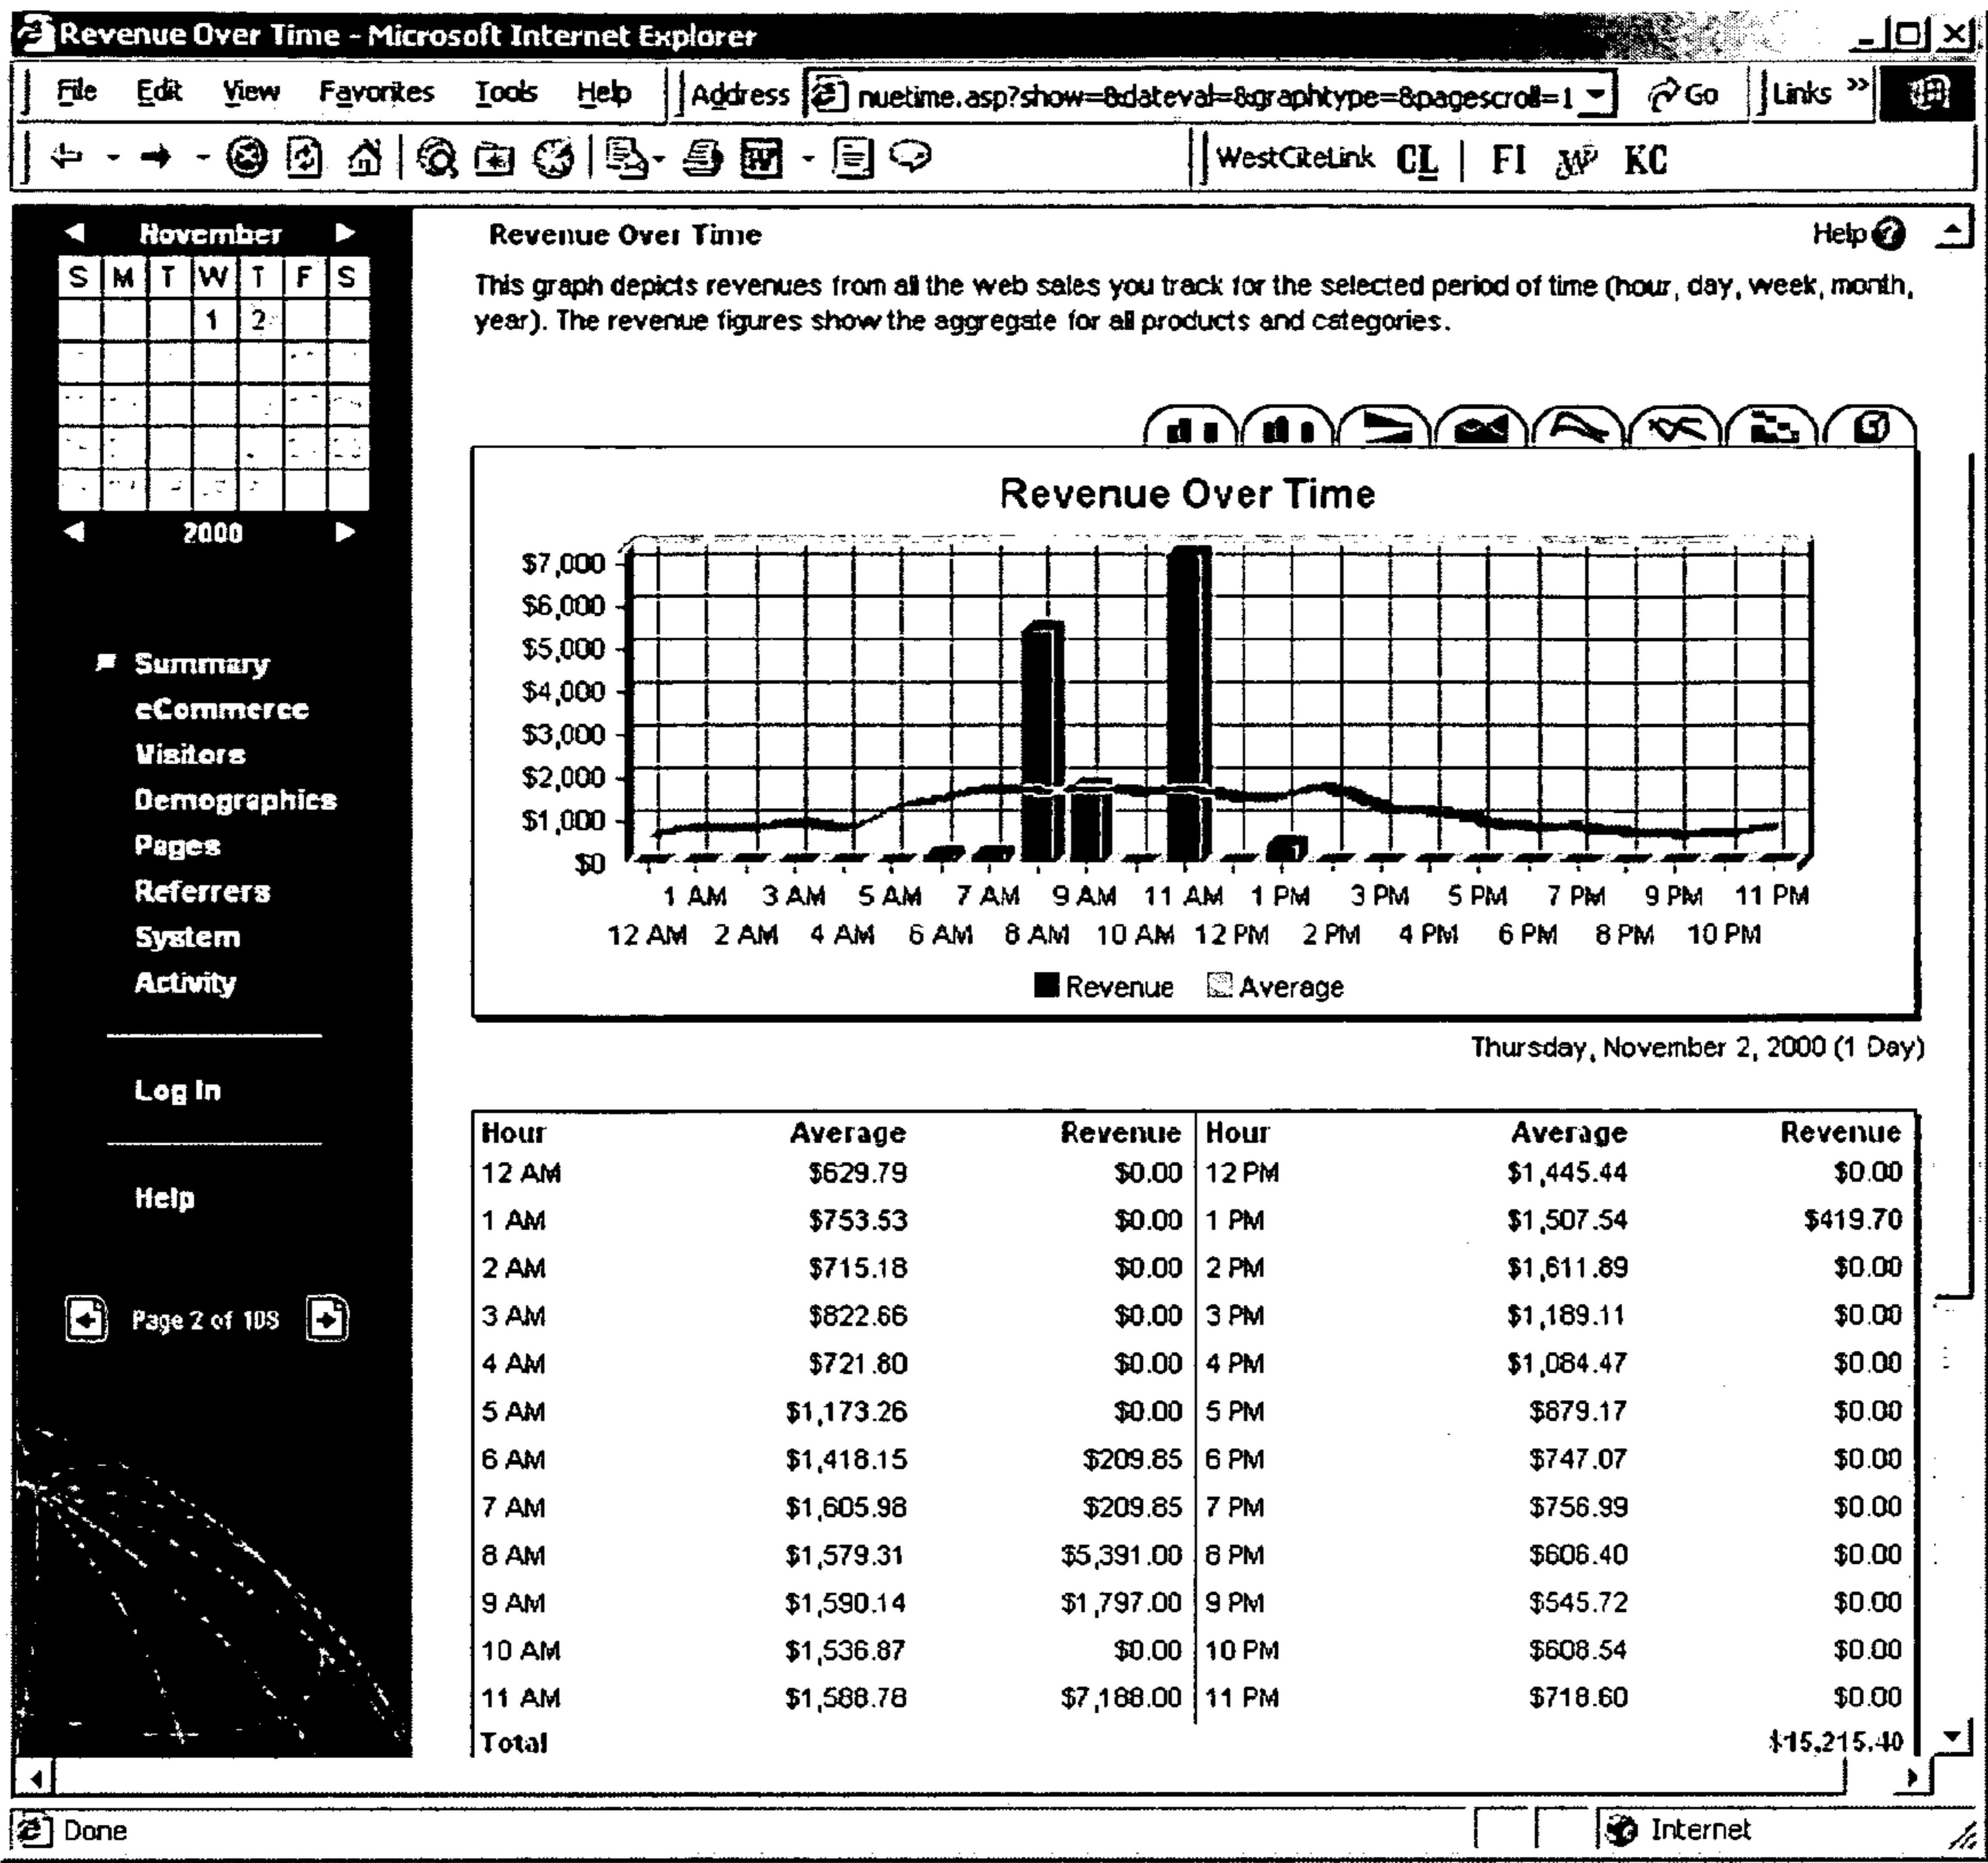 Revenue Over Time - Microsoft Internet Explorer
File Edit View Favorites Tools Help Address nuetime.asp?show=&dateval=&graphtype=&pagescroll=1 Go Links »
WestCiteLink CL | FI WP KC
November
S M T W T F S
1 2
2000
Summary
eCommerce
Visitors
Demographics
Pages
Referrers
System
Activity
Log In
Help
Page 2 of 108
Revenue Over Time Help ?
This graph depicts revenues from all the web sales you track for the selected period of time (hour, day, week, month,
year). The revenue figures show the aggregate for all products and categories.
Revenue Over Time
$7,000
$6,000
$5,000
$4,000
$3,000
$2,000
$1,000
$0
1 AM 3 AM 5 AM 7 AM 9 AM 11 AM 1 PM 3 PM 5 PM 7 PM 9 PM 11 PM
12 AM 2 AM 4 AM 6 AM 8 AM 10 AM 12 PM 2 PM 4 PM 6 PM 8 PM 10 PM
Revenue Average
Thursday, November 2, 2000 (1 Day)
Hour Average Revenue Hour Average Revenue
12 AM $629.79 $0.00 12 PM $1,445.44 $0.00
1 AM $753.53 $0.00 1 PM $1,507.54 $419.70
2 AM $715.18 $0.00 2 PM $1,611.89 $0.00
3 AM $822.66 $0.00 3 PM $1,189.11 $0.00
4 AM $721.80 $0.00 4 PM $1,084.47 $0.00
5 AM $1,173.26 $0.00 5 PM $879.17 $0.00
6 AM $1,418.15 $209.85 6 PM $747.07 $0.00
7 AM $1,605.98 $209.85 7 PM $756.99 $0.00
8 AM $1,579.31 $5,391.00 8 PM $606.40 $0.00
9 AM $1,590.14 $1,797.00 9 PM $545.72 $0.00
10 AM $1,536.87 $0.00 10 PM $608.54 $0.00
11 AM $1,588.78 $7,188.00 11 PM $718.60 $0.00
Total $15,215.40
Done Internet